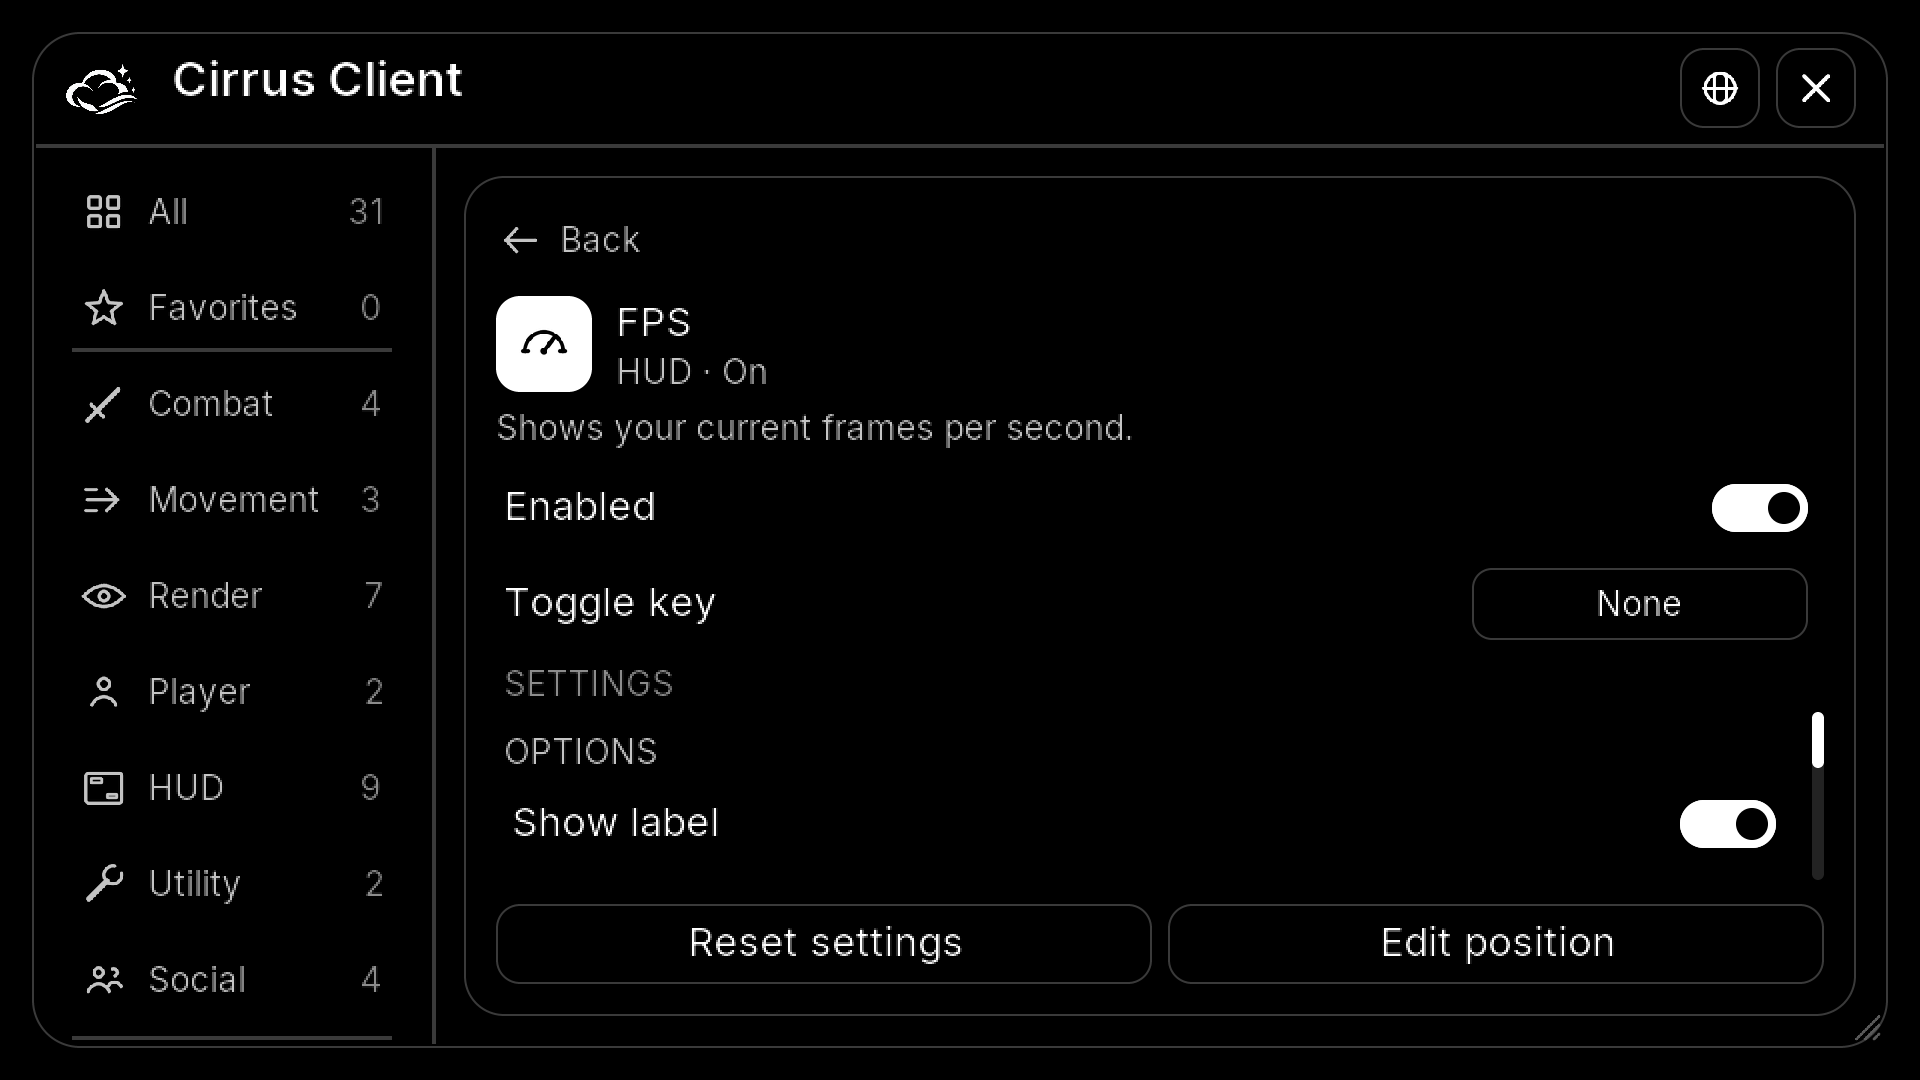 Cirrus Client
All 31
Favorites 0
Combat 4
Movement 3
Render 7
Player 2
HUD 9
Utility 2
Social 4
Back
FPS
HUD · On
Shows your current frames per second.
Enabled
Toggle key None
SETTINGS
OPTIONS
Show label
Reset settings Edit position